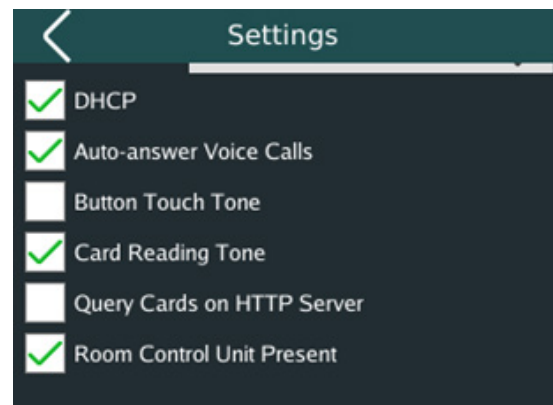 Settings
DHCP
Auto-answer Voice Calls
Button Touch Tone
Card Reading Tone
Query Cards on HTTP Server
Room Control Unit Present